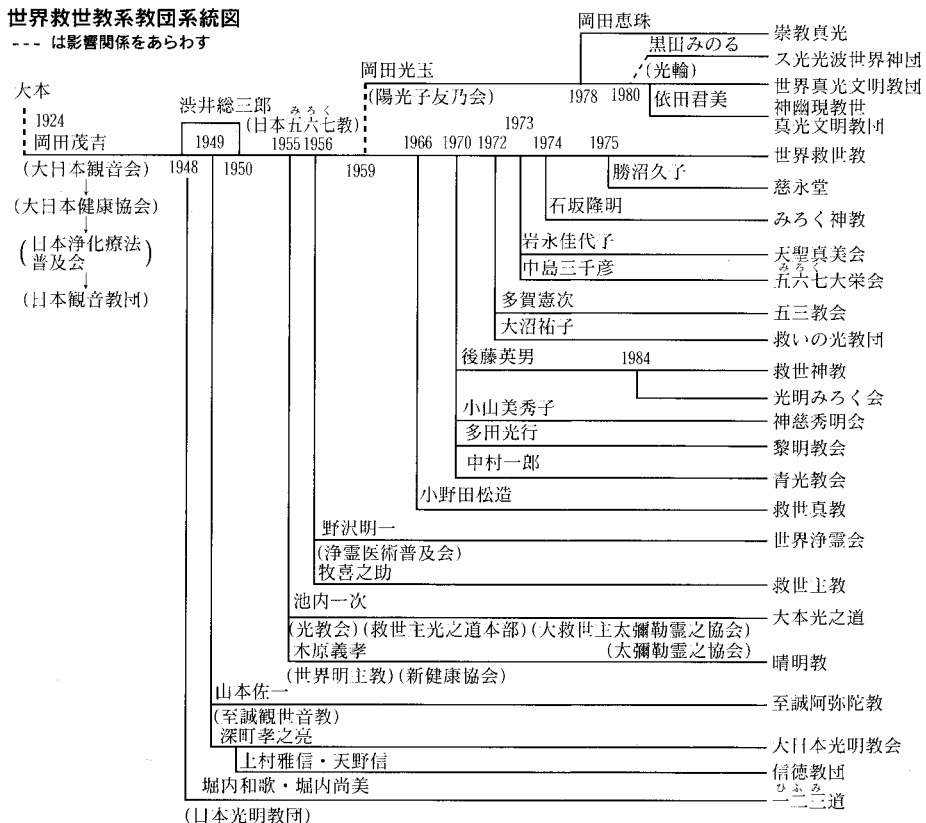 世界救世教系教団系統図
--- は影響関係をあらわす
岡田恵珠
崇教真光
黒田みのる
ス光光波世界神団
大本
岡田光玉
(光輪)
世界真光文明教団
渋井総三郎
(陽光子友乃会)
1978
1980
依田君美
神幽現救世
真光文明教団
1924
みろく
(日本五六七教)
1973
岡田茂吉
1949
1955
1956
1966
1970
1972
1974
1975
世界救世教
(大日本観音会)
1948
1950
1959
勝沼久子
慈永堂
(大日本健康協会)
石坂隆明
みろく神教
(日本浄化療法
普及会)
岩永佳代子
天聖真美会
中島三千彦
みろく
五六七大栄会
(日本観音教団)
多賀憲次
五三教会
大沼祐子
救いの光教団
後藤英男
1984
救世神教
光明みろく会
小山美秀子
神慈秀明会
多田光行
黎明教会
中村一郎
青光教会
小野田松造
救世真教
野沢明一
世界浄霊会
(浄霊医術普及会)
牧喜之助
救世主教
池内一次
大本光之道
(光教会)(救世主光之道本部)(大救世主太彌勒霊之協会)
木原義孝
(太彌勒霊之協会)
晴明教
(世界明主教)(新健康協会)
山本佐一
至誠阿弥陀教
(至誠観世音教)
深町孝之亮
大日本光明教会
上村雅信・天野信
信徳教団
堀内和歌・堀内尚美
ひふみ
一二三道
(日本光明教団)